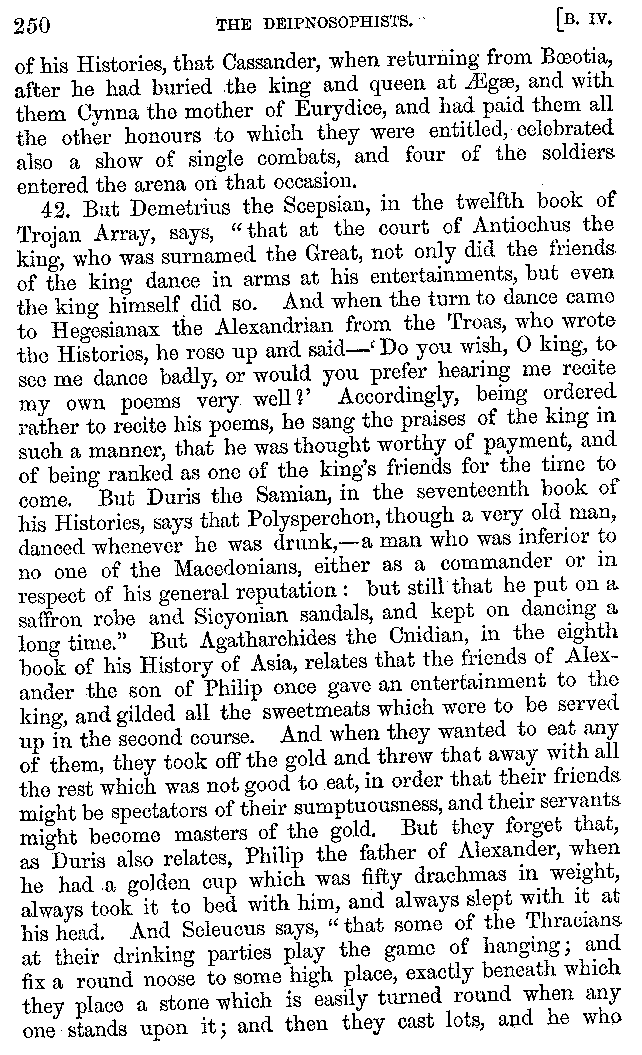 250 THE DEIPNOSOPHISTS. [B. IV.
of his Histories, that Cassander, when returning from Bœotia,
after he had buried the king and queen at Ægæ, and with
them Cynna the mother of Eurydice, and had paid them all
the other honours to which they were entitled, celebrated
also a show of single combats, and four of the soldiers
entered the arena on that occasion.
42. But Demetrius the Scepsian, in the twelfth book of
Trojan Array, says, "that at the court of Antiochus the
king, who was surnamed the Great, not only did the friends
of the king dance in arms at his entertainments, but even
the king himself did so. And when the turn to dance came
to Hegesianax the Alexandrian from the Troas, who wrote
the Histories, he rose up and said—'Do you wish, O king, to
see me dance badly, or would you prefer hearing me recite
my own poems very well?' Accordingly, being ordered
rather to recite his poems, he sang the praises of the king in
such a manner, that he was thought worthy of payment, and
of being ranked as one of the king's friends for the time to
come. But Duris the Samian, in the seventeenth book of
his Histories, says that Polysperchon, though a very old man,
danced whenever he was drunk,—a man who was inferior to
no one of the Macedonians, either as a commander or in
respect of his general reputation: but still that he put on a
saffron robe and Sicyonian sandals, and kept on dancing a
long time." But Agatharchides the Cnidian, in the eighth
book of his History of Asia, relates that the friends of Alex-
ander the son of Philip once gave an entertainment to the
king, and gilded all the sweetmeats which were to be served
up in the second course. And when they wanted to eat any
of them, they took off the gold and threw that away with all
the rest which was not good to eat, in order that their friends
might be spectators of their sumptuousness, and their servants
might become masters of the gold. But they forget that,
as Duris also relates, Philip the father of Alexander, when
he had a golden cup which was fifty drachmas in weight,
always took it to bed with him, and always slept with it at
his head. And Seleucus says, "that some of the Thracians
at their drinking parties play the game of hanging; and
fix a round noose to some high place, exactly beneath which
they place a stone which is easily turned round when any
one stands upon it; and then they cast lots, and he who